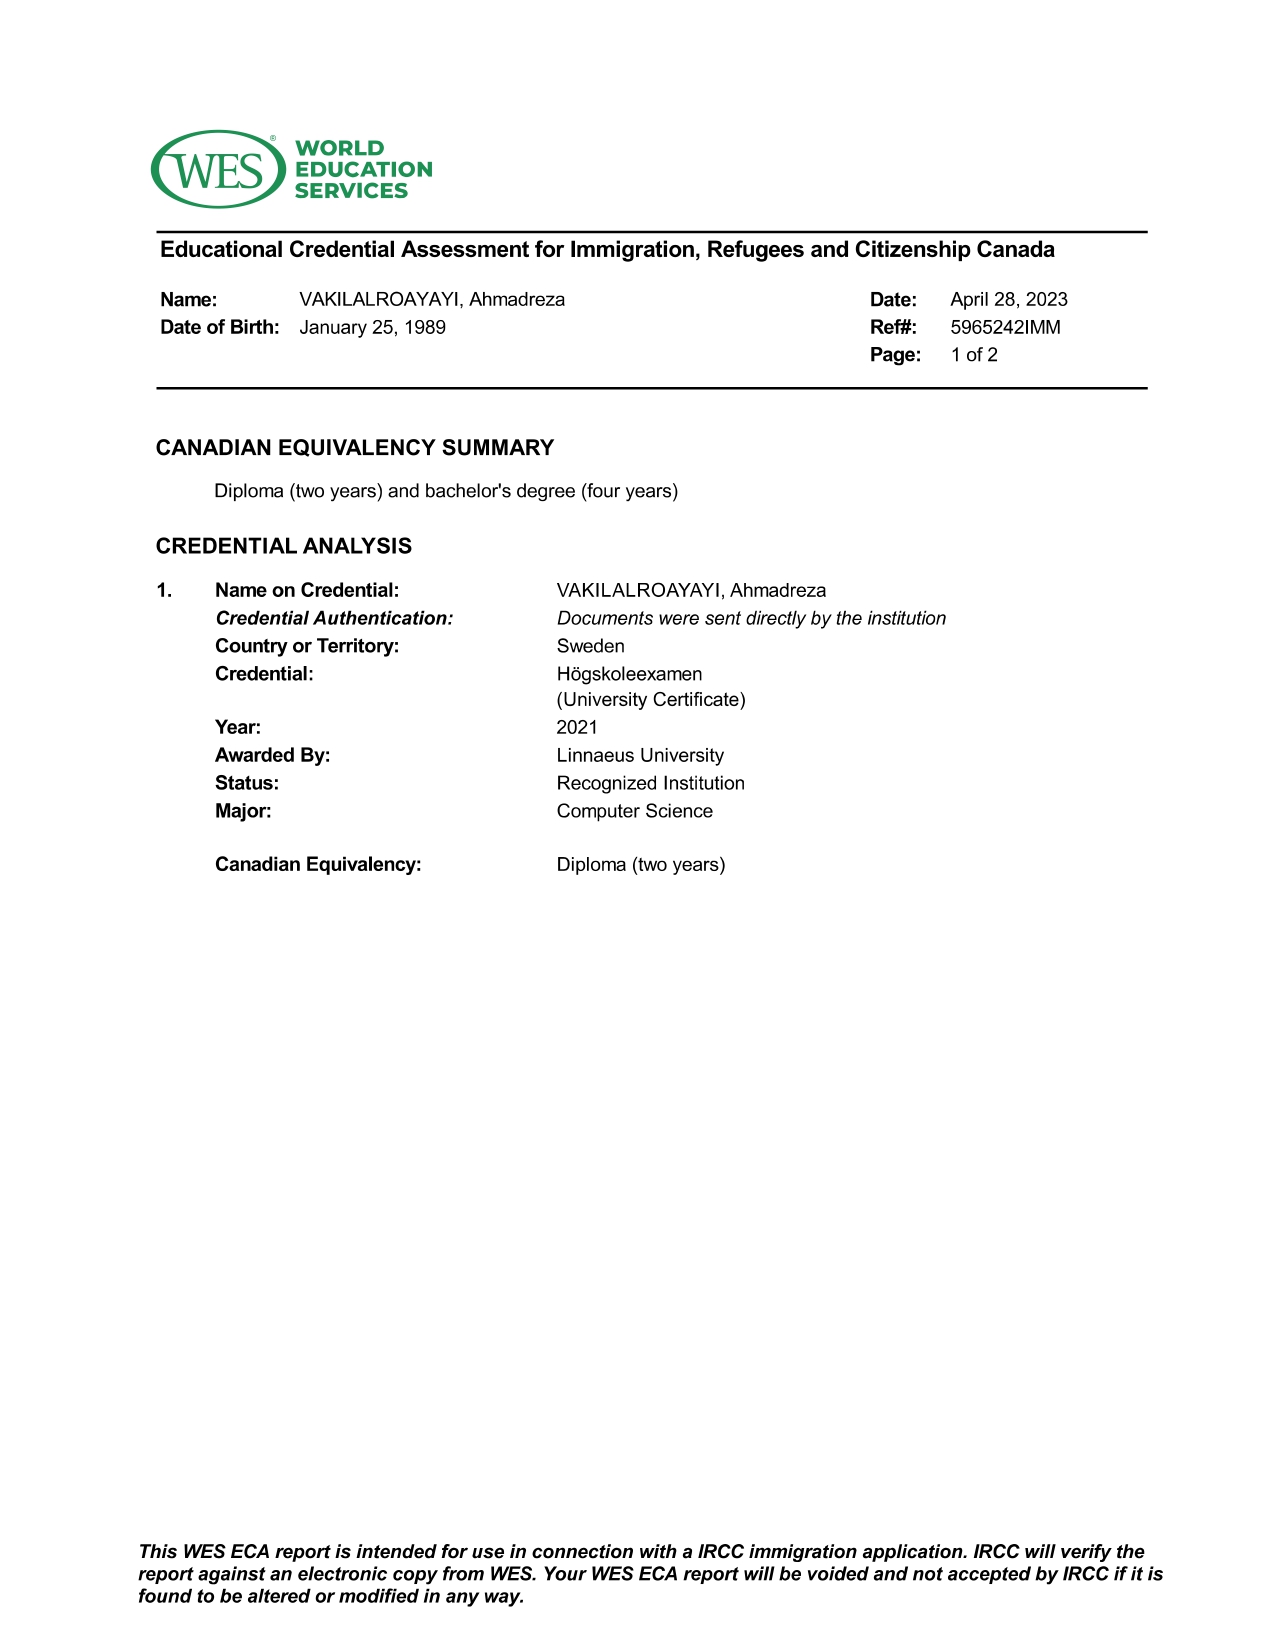 WES ®
WORLD
EDUCATION
SERVICES
Educational Credential Assessment for Immigration, Refugees and Citizenship Canada
Name: VAKILALROAYAYI, Ahmadreza Date: April 28, 2023
Date of Birth: January 25, 1989 Ref#: 5965242IMM
Page: 1 of 2
CANADIAN EQUIVALENCY SUMMARY
Diploma (two years) and bachelor's degree (four years)
CREDENTIAL ANALYSIS
1. Name on Credential: VAKILALROAYAYI, Ahmadreza
Credential Authentication: Documents were sent directly by the institution
Country or Territory: Sweden
Credential: Högskoleexamen
(University Certificate)
Year: 2021
Awarded By: Linnaeus University
Status: Recognized Institution
Major: Computer Science
Canadian Equivalency: Diploma (two years)
This WES ECA report is intended for use in connection with a IRCC immigration application. IRCC will verify the
report against an electronic copy from WES. Your WES ECA report will be voided and not accepted by IRCC if it is
found to be altered or modified in any way.